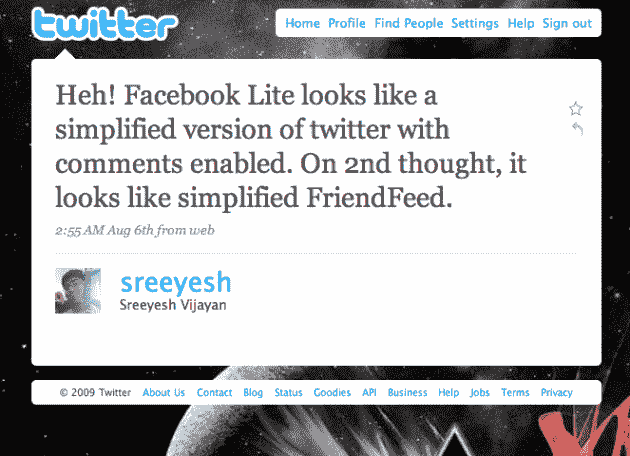 twitter
Home Profile Find People Settings Help Sign out
Heh! Facebook Lite looks like a
simplified version of twitter with
comments enabled. On 2nd thought, it
looks like simplified FriendFeed.
2:55 AM Aug 6th from web
sreeyesh
Sreeyesh Vijayan
© 2009 Twitter About Us Contact Blog Status Goodies API Business Help Jobs Terms Privacy